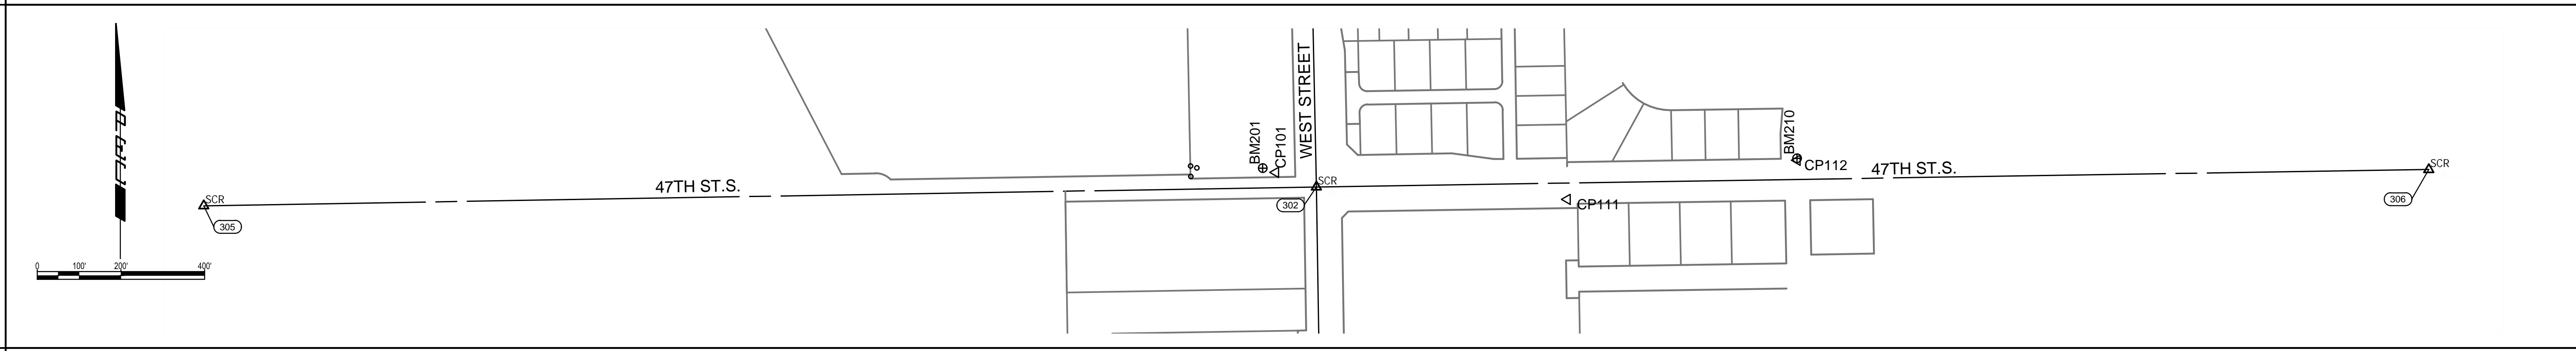 WEST STREET
BM201
CP101
BM210
CP112
47TH ST.S.
47TH ST.S.
SCR
SCR
SCR
302
305
306
CP111
0 100' 200' 400'